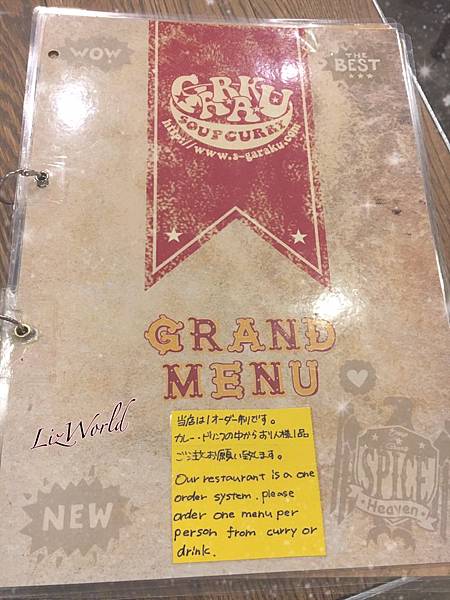 WOW
THE
BEST
GARAKU
SOUP CURRY
http://www.s-garaku.com
GRAND
MENU
LizWorld
当店は1オーダー制です。
カレー・ドリンクの中からお1人様1品
ご注文お願い致します。
Our restaurant is a one
order system. please
order one menu per
person from curry or
drink.
NEW
SPICE
Heaven